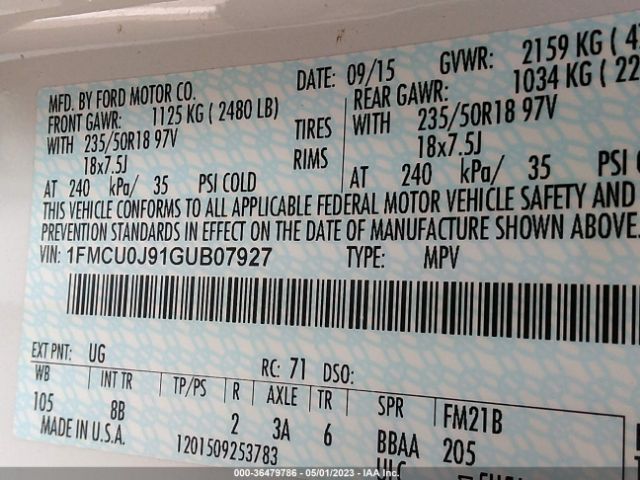 MFD. BY FORD MOTOR CO. DATE: 09/15 GVWR: 2159 KG
FRONT GAWR: 1125 KG ( 2480 LB) REAR GAWR: 1034 KG
WITH 235/50R18 97V TIRES WITH 235/50R18 97V
18x7.5J RIMS 18x7.5J
AT 240 kPa/ 35 PSI COLD AT 240 kPa/ 35 PSI
THIS VEHICLE CONFORMS TO ALL APPLICABLE FEDERAL MOTOR VEHICLE SAFETY AND
PREVENTION STANDARDS IN EFFECT ON THE DATE OF MANUFACTURE SHOWN ABOVE.
VIN: 1FMCU0J91GUB07927 TYPE: MPV
EXT PNT: UG RC: 71 DSO:
WB INT TR TP/PS R AXLE TR SPR FM21B
105 8B 2 3A 6 BBAA 205
MADE IN U.S.A. 1201509253783
000-36479786 - 05/01/2023 - IAA Inc.